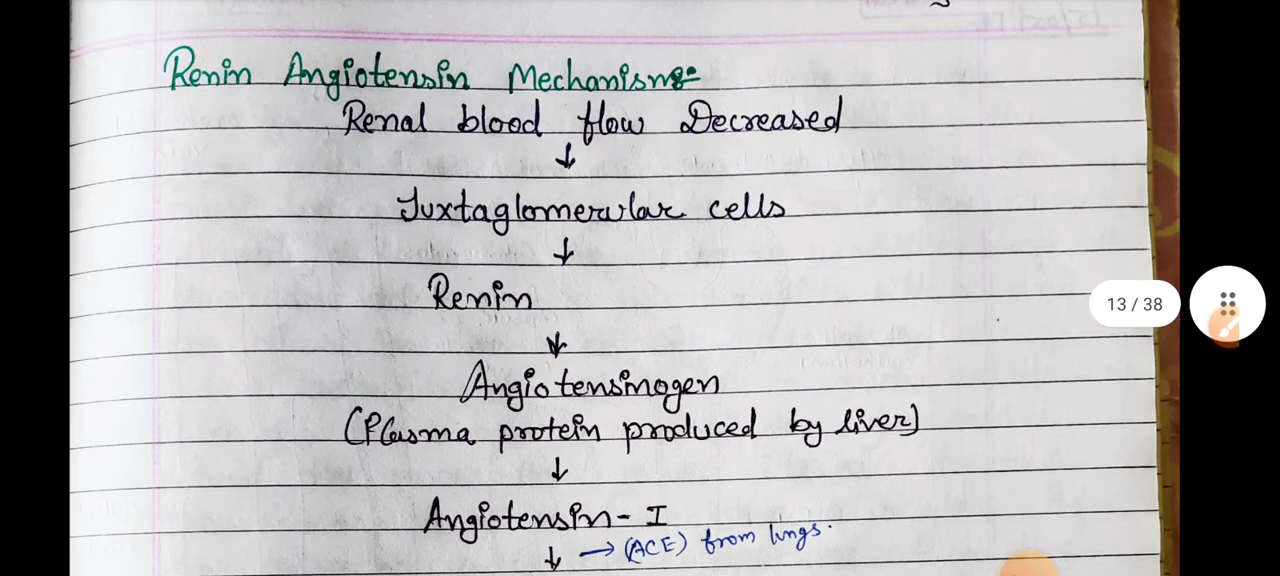 Renin Angiotensin Mechanism:-
Renal blood flow Decreased
↓
Juxtaglomerular cells
↓
Renin
↓
Angiotensinogen
(Plasma protein produced by liver)
↓
Angiotensin - I
↓ → (ACE) from lungs.
13 / 38